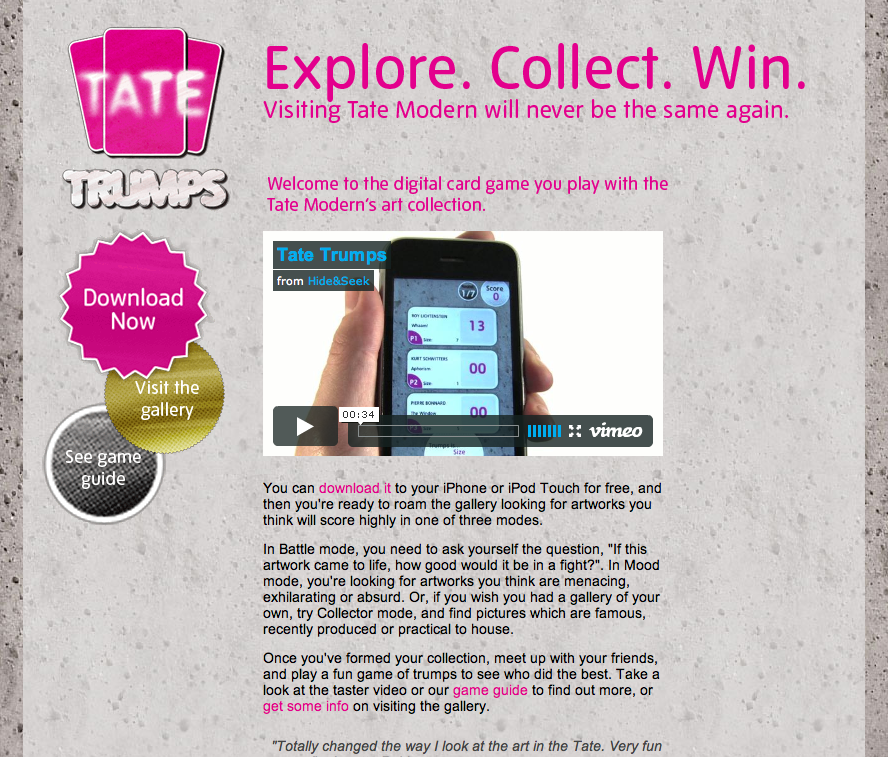 TATE
TRUMPS
Explore. Collect. Win.
Visiting Tate Modern will never be the same again.
Welcome to the digital card game you play with the
Tate Modern's art collection.
Download
Now
Visit the
gallery
See game
guide
Tate Trumps
from Hide&Seek
1/7
Score
0
ROY LICHTENSTEIN
Whaam!
13
P1
Size
KURT SCHWITTERS
Aphorism
00
P2
Size
PIERRE BONNARD
The Window
00
Trumps is
Size
00:34
vimeo
You can download it to your iPhone or iPod Touch for free, and
then you're ready to roam the gallery looking for artworks you
think will score highly in one of three modes.
In Battle mode, you need to ask yourself the question, "If this
artwork came to life, how good would it be in a fight?". In Mood
mode, you're looking for artworks you think are menacing,
exhilarating or absurd. Or, if you wish you had a gallery of your
own, try Collector mode, and find pictures which are famous,
recently produced or practical to house.
Once you've formed your collection, meet up with your friends,
and play a fun game of trumps to see who did the best. Take a
look at the taster video or our game guide to find out more, or
get some info on visiting the gallery.
"Totally changed the way I look at the art in the Tate. Very fun